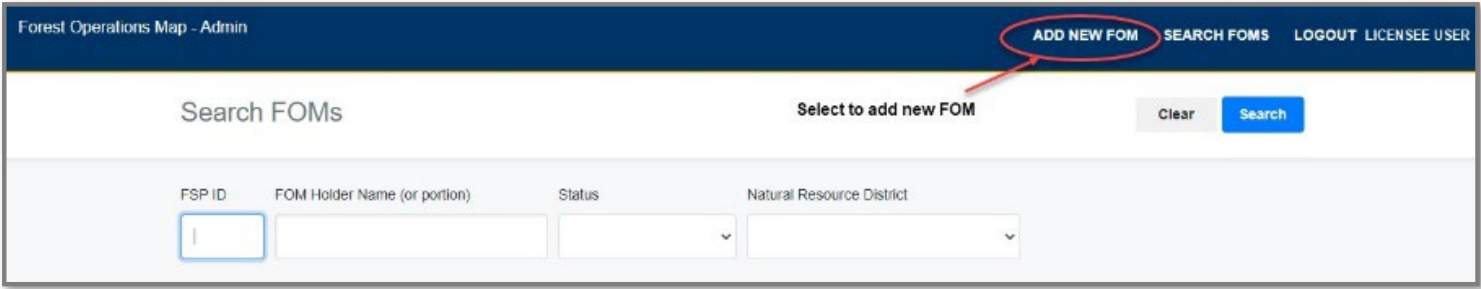 Forest Operations Map - Admin
ADD NEW FOM SEARCH FOMS LOGOUT LICENSEE USER
Search FOMs
Select to add new FOM
Clear Search
FSP ID FOM Holder Name (or portion) Status Natural Resource District